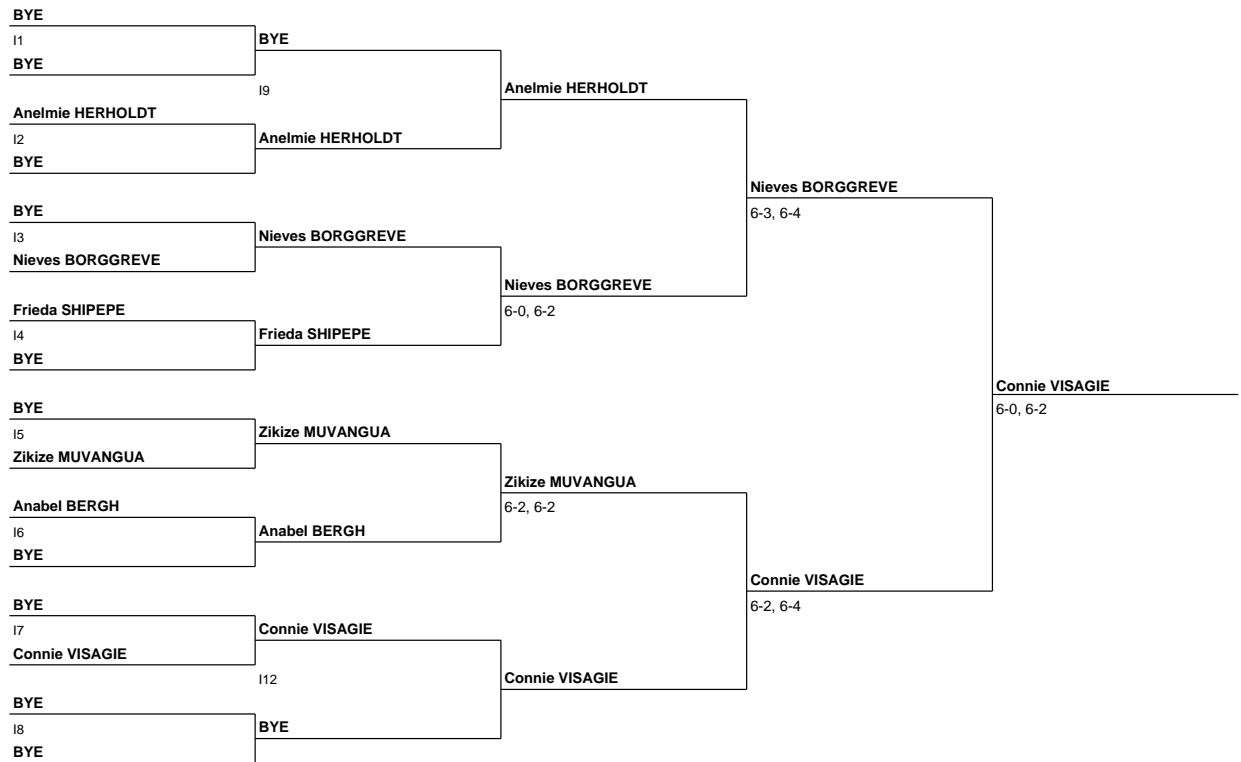 BYE
I1
BYE
BYE
I9
Anelmie HERHOLDT
Anelmie HERHOLDT
I2
Anelmie HERHOLDT
BYE
Nieves BORGGREVE
6-3, 6-4
BYE
I3
Nieves BORGGREVE
Nieves BORGGREVE
Nieves BORGGREVE
6-0, 6-2
Frieda SHIPEPE
I4
Frieda SHIPEPE
BYE
Connie VISAGIE
6-0, 6-2
BYE
I5
Zikize MUVANGUA
Zikize MUVANGUA
Zikize MUVANGUA
6-2, 6-2
Anabel BERGH
I6
Anabel BERGH
BYE
Connie VISAGIE
6-2, 6-4
BYE
I7
Connie VISAGIE
Connie VISAGIE
I12
Connie VISAGIE
BYE
I8
BYE
BYE